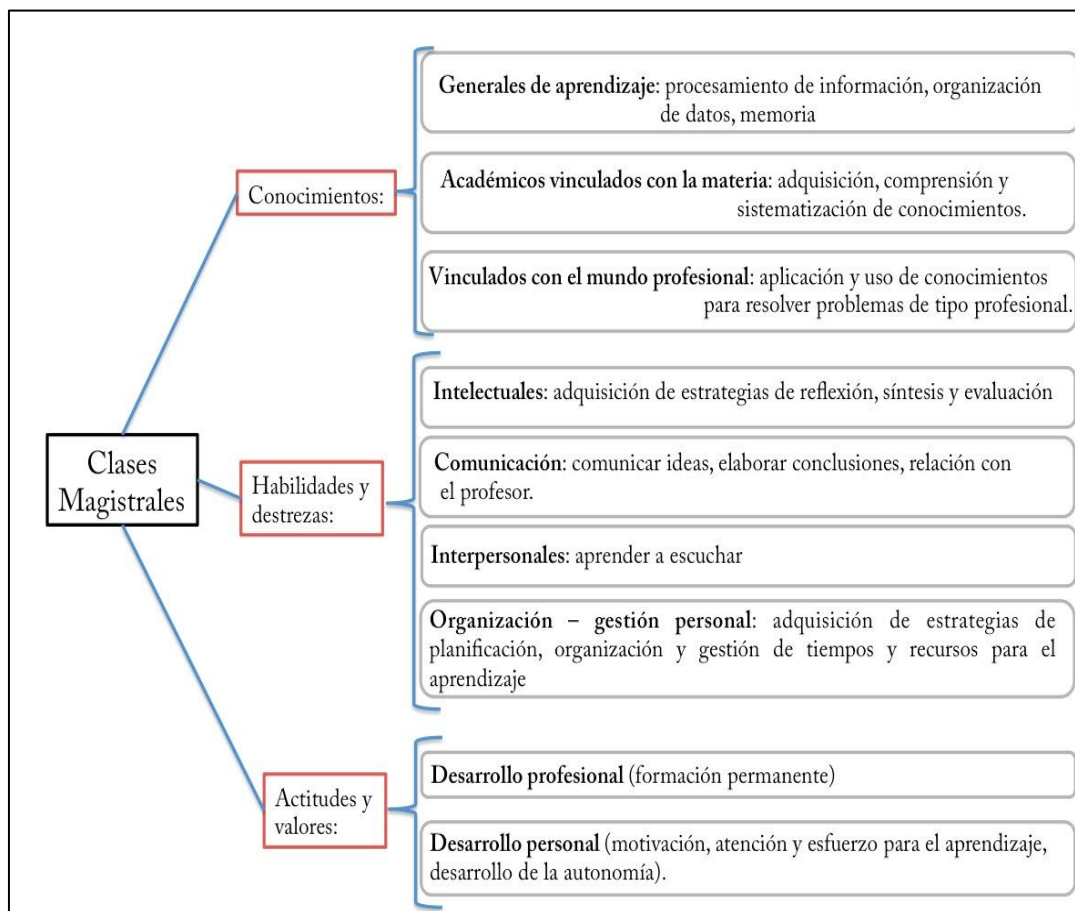 Clases
Magistrales
Conocimientos:
Generales de aprendizaje: procesamiento de información, organización
de datos, memoria
Académicos vinculados con la materia: adquisición, comprensión y
sistematización de conocimientos.
Vinculados con el mundo profesional: aplicación y uso de conocimientos
para resolver problemas de tipo profesional.
Habilidades y
destrezas:
Intelectuales: adquisición de estrategias de reflexión, síntesis y evaluación
Comunicación: comunicar ideas, elaborar conclusiones, relación con
el profesor.
Interpersonales: aprender a escuchar
Organización – gestión personal: adquisición de estrategias de
planificación, organización y gestión de tiempos y recursos para el
aprendizaje
Actitudes y
valores:
Desarrollo profesional (formación permanente)
Desarrollo personal (motivación, atención y esfuerzo para el aprendizaje,
desarrollo de la autonomía).